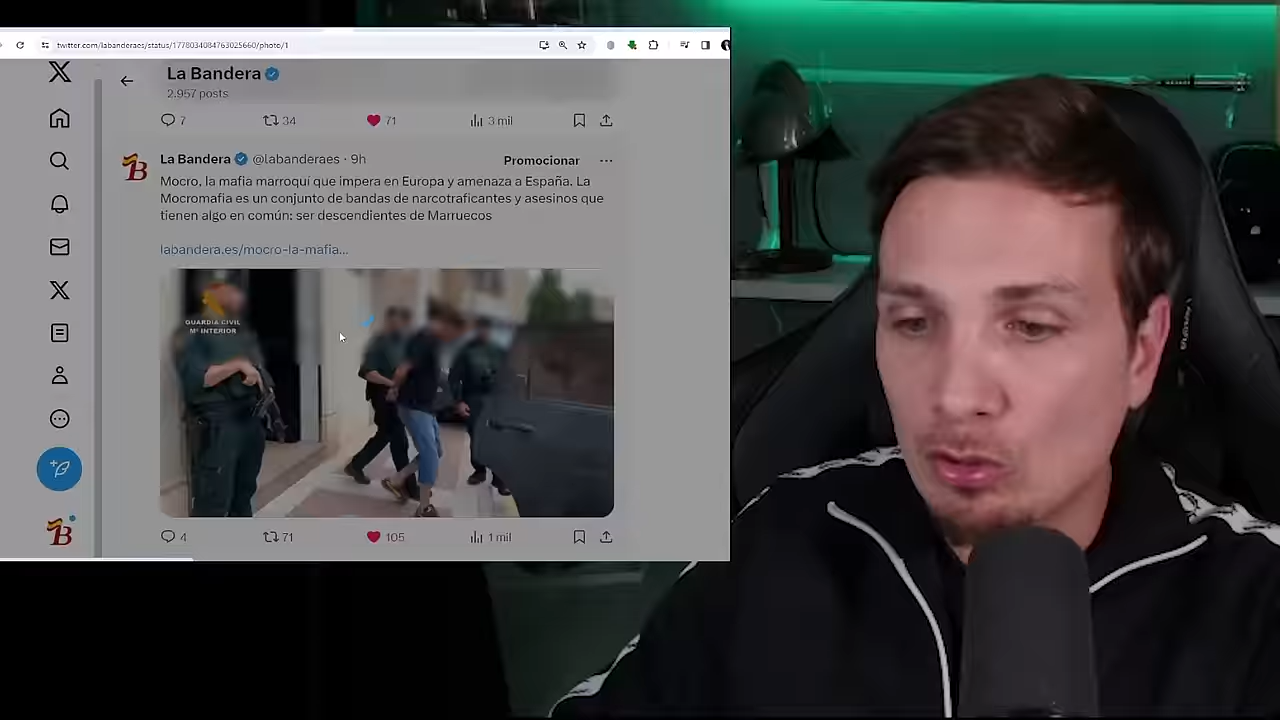 twitter.com/labanderaes/status/1778034084763025660/photo/1
La Bandera
2.957 posts
7 34 71 3 mil
La Bandera @labanderaes · 9h Promocionar
Mocro, la mafia marroquí que impera en Europa y amenaza a España. La
Mocromafia es un conjunto de bandas de narcotraficantes y asesinos que
tienen algo en común: ser descendientes de Marruecos
labandera.es/mocro-la-mafia...
GUARDIA CIVIL
Mº INTERIOR
4 71 105 1 mil